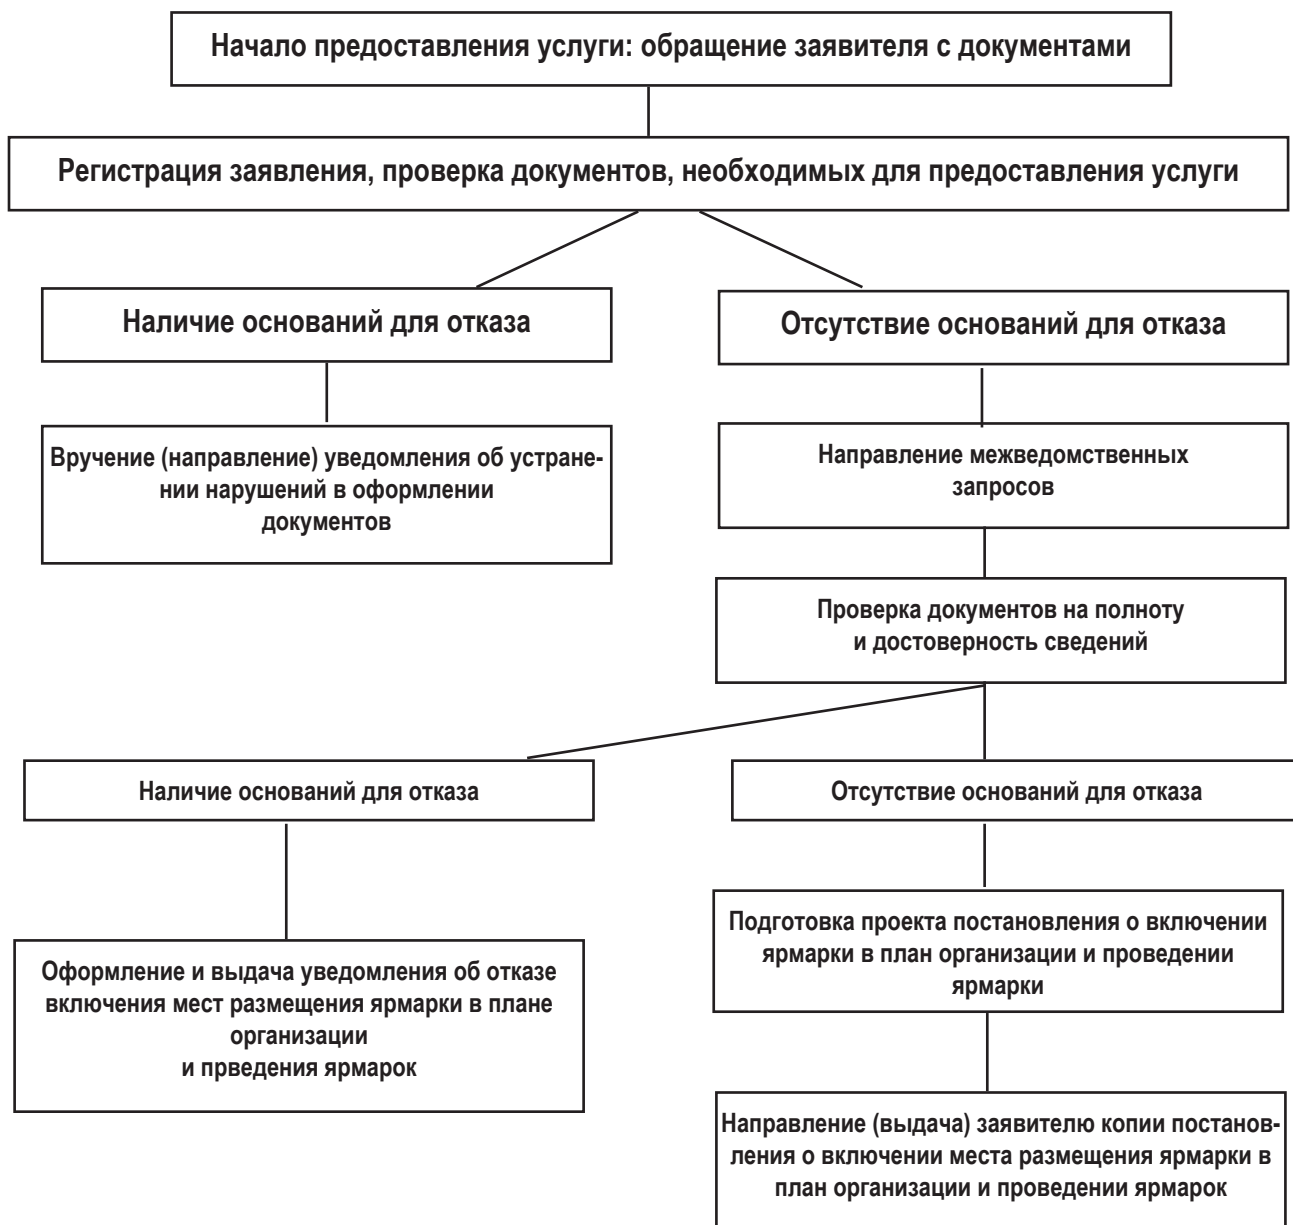 Начало предоставления услуги: обращение заявителя с документами
Регистрация заявления, проверка документов, необходимых для предоставления услуги
Наличие оснований для отказа
Отсутствие оснований для отказа
Вручение (направление) уведомления об устране-
нии нарушений в оформлении
документов
Направление межведомственных
запросов
Проверка документов на полноту
и достоверность сведений
Наличие оснований для отказа
Отсутствие оснований для отказа
Оформление и выдача уведомления об отказе
включения мест размещения ярмарки в плане
организации
и прведения ярмарок
Подготовка проекта постановления о включении
ярмарки в план организации и проведении
ярмарки
Направление (выдача) заявителю копии постанов-
ления о включении места размещения ярмарки в
план организации и проведении ярмарок